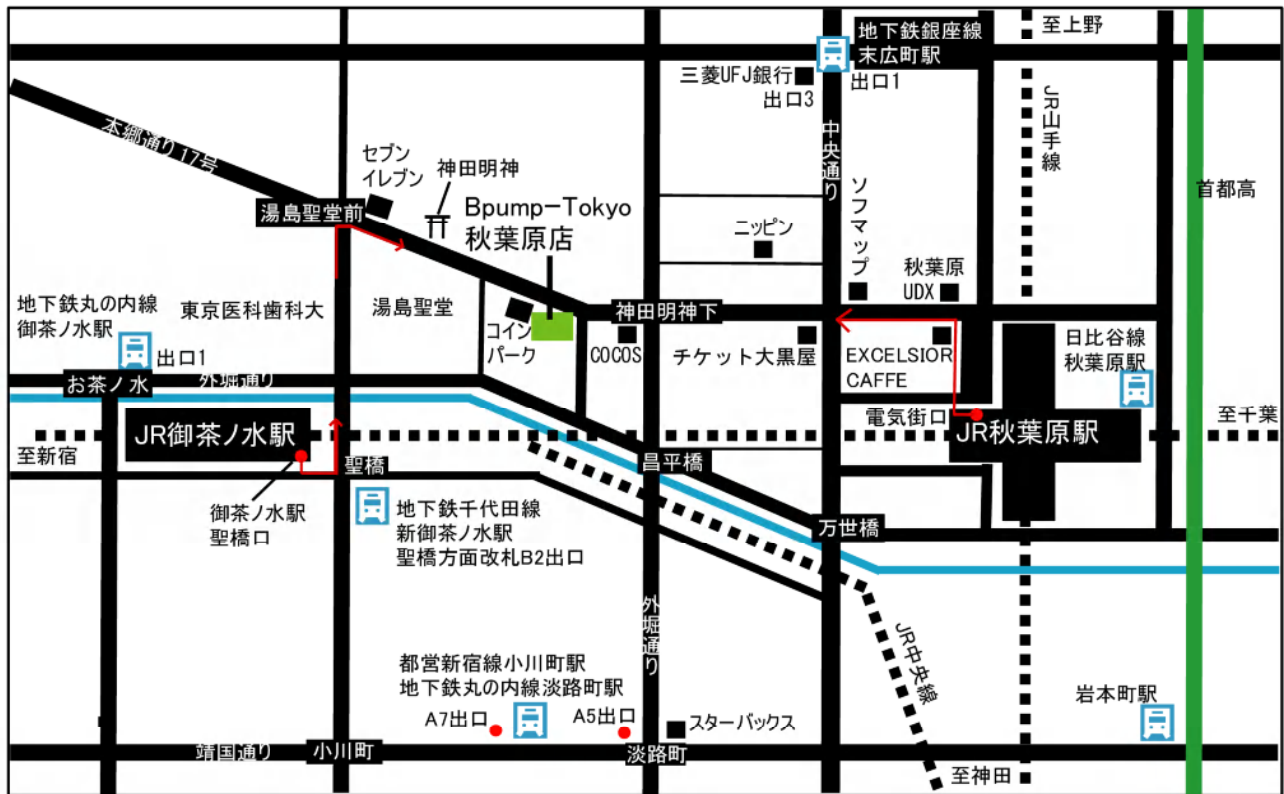 地下鉄銀座線
末広町駅
至上野
三菱UFJ銀行
出口3
出口1
JR山手線
本郷通り17号
セブン
イレブン
神田明神
中央通り
首都高
湯島聖堂前
Bpump-Tokyo
秋葉原店
ソフマップ
ニッピン
秋葉原
UDX
地下鉄丸の内線
御茶ノ水駅
出口1
東京医科歯科大
湯島聖堂
コイン
パーク
神田明神下
COCOS
チケット大黒屋
EXCELSIOR
CAFFE
日比谷線
秋葉原駅
お茶ノ水
外堀通り
電気街口
至千葉
JR御茶ノ水駅
JR秋葉原駅
至新宿
聖橋
昌平橋
御茶ノ水駅
聖橋口
地下鉄千代田線
新御茶ノ水駅
聖橋方面改札B2出口
万世橋
外堀通り
JR中央線
都営新宿線小川町駅
地下鉄丸の内線淡路町駅
A7出口
A5出口
スターバックス
岩本町駅
靖国通り
小川町
淡路町
至神田